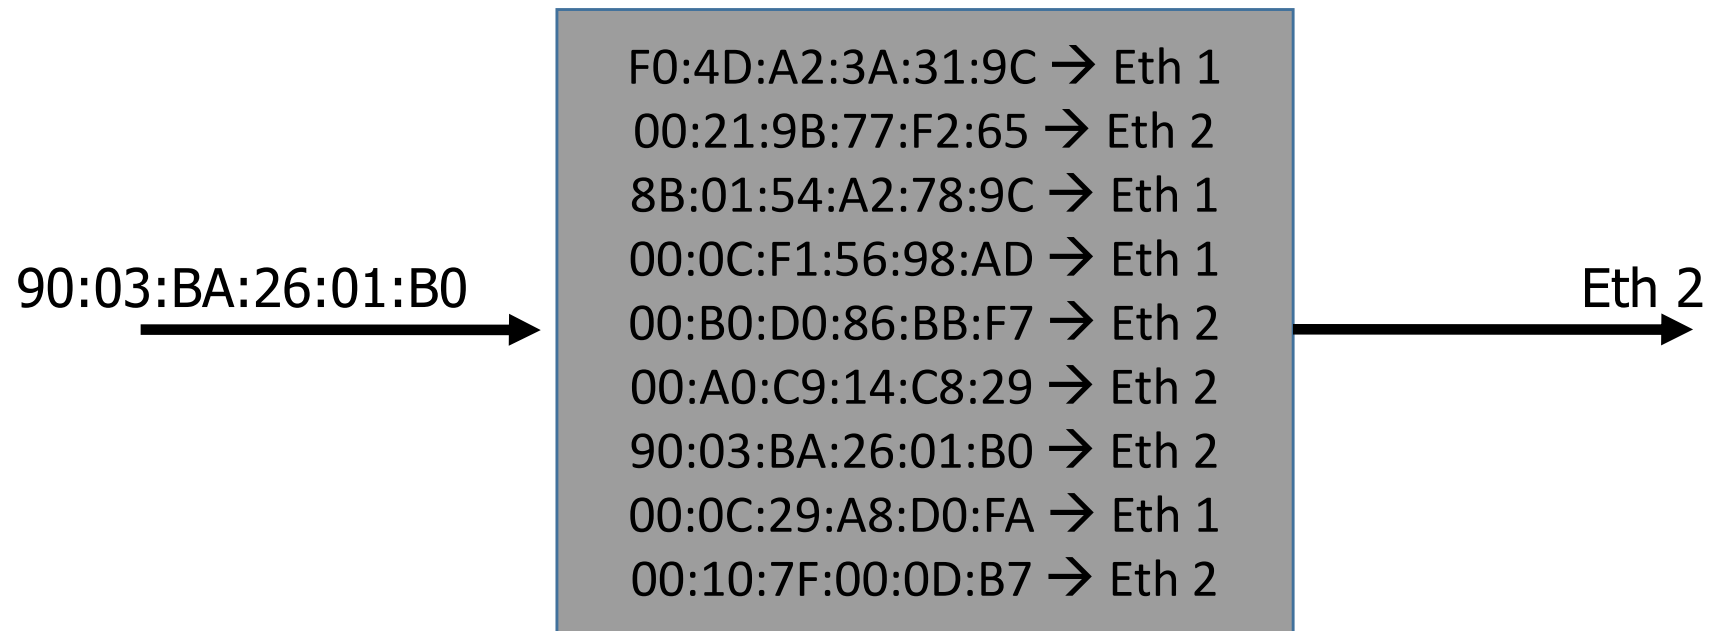 F0:4D:A2:3A:31:9C → Eth 1
00:21:9B:77:F2:65 → Eth 2
8B:01:54:A2:78:9C → Eth 1
00:0C:F1:56:98:AD → Eth 1
90:03:BA:26:01:B0
Eth 2
00:B0:D0:86:BB:F7 → Eth 2
00:A0:C9:14:C8:29 → Eth 2
90:03:BA:26:01:B0 → Eth 2
00:0C:29:A8:D0:FA → Eth 1
00:10:7F:00:0D:B7 → Eth 2